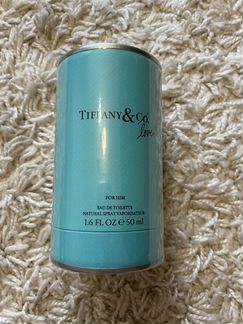 TIFFANY & CO.
love
FOR HIM
EAU DE TOILETTE
NATURAL SPRAY VAPORISATEUR
1.6 FL OZ ℮ 50 ml